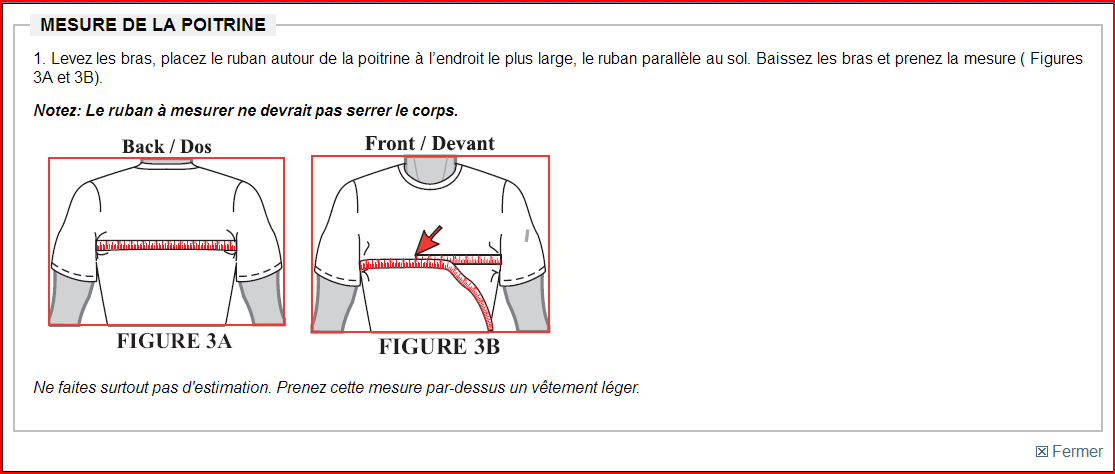 MESURE DE LA POITRINE
1. Levez les bras, placez le ruban autour de la poitrine à l’endroit le plus large, le ruban parallèle au sol. Baissez les bras et prenez la mesure ( Figures
3A et 3B).
Notez: Le ruban à mesurer ne devrait pas serrer le corps.
Back / Dos
Front / Devant
FIGURE 3A
FIGURE 3B
Ne faites surtout pas d'estimation. Prenez cette mesure par-dessus un vêtement léger.
Fermer